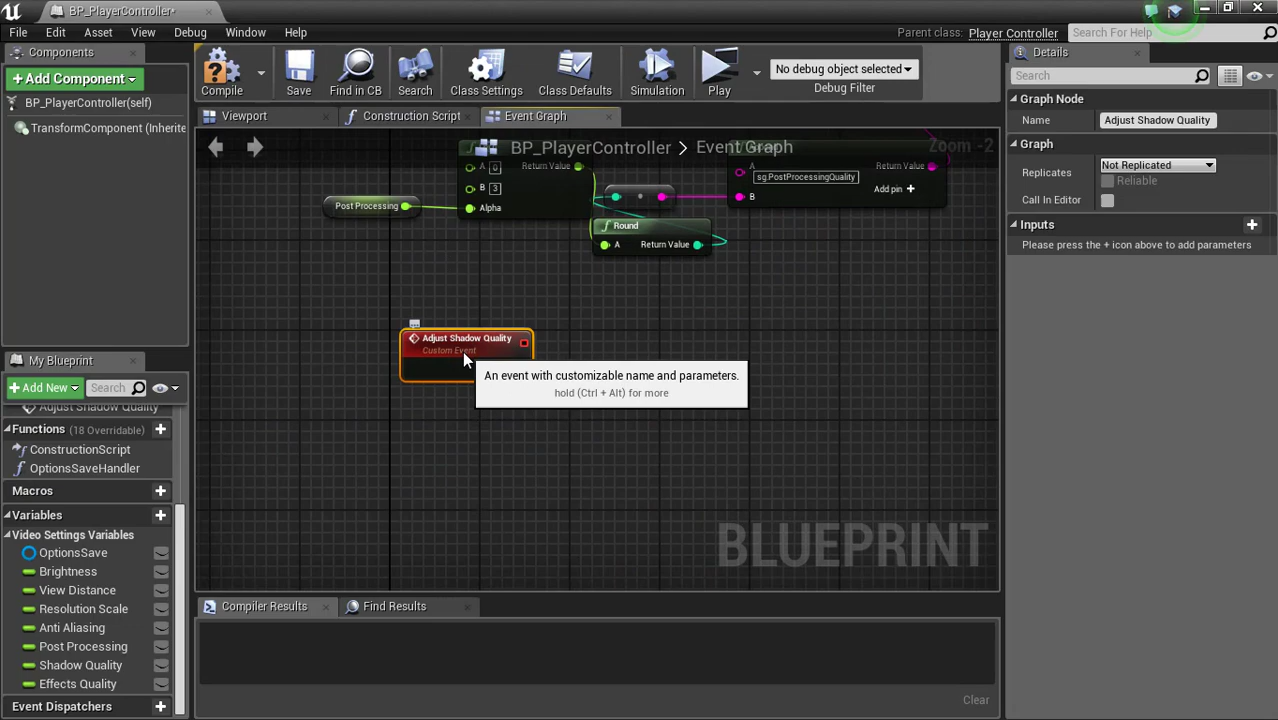 BP_PlayerController*
File Edit Asset View Debug Window Help
Parent class: Player Controller
Search For Help
Components
Add Component
BP_PlayerController(self)
TransformComponent (Inherite
Compile
Save
Find in CB
Search
Class Settings
Class Defaults
Simulation
Play
No debug object selected
Debug Filter
Viewport
Construction Script
Event Graph
BP_PlayerController > Event Graph
Zoom -2
A 0
Return Value
B 3
Alpha
Post Processing
A
sg.PostProcessingQuality
Return Value
Add pin +
B
Round
A Return Value
Adjust Shadow Quality
Custom Event
An event with customizable name and parameters.
hold (Ctrl + Alt) for more
BLUEPRINT
My Blueprint
Add New
Search
Adjust Shadow Quality
Functions (18 Overridable)
ConstructionScript
OptionsSaveHandler
Macros
Variables
Video Settings Variables
OptionsSave
Brightness
View Distance
Resolution Scale
Anti Aliasing
Post Processing
Shadow Quality
Effects Quality
Event Dispatchers
Compiler Results
Find Results
Clear
Details
Search
Graph Node
Name Adjust Shadow Quality
Graph
Replicates Not Replicated
Reliable
Call In Editor
Inputs
Please press the + icon above to add parameters